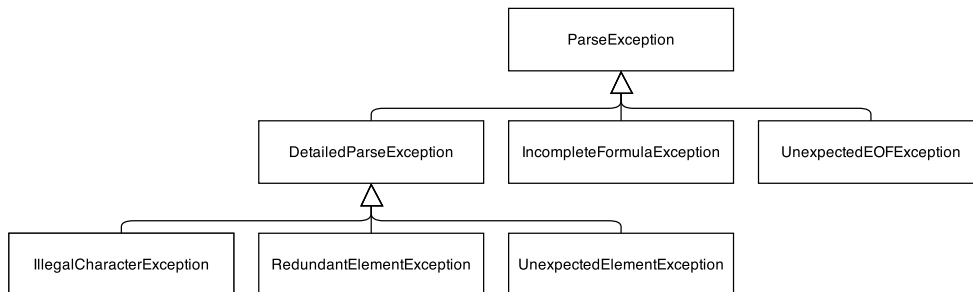 ParseException
DetailedParseException
IncompleteFormulaException
UnexpectedEOFException
IllegalCharacterException
RedundantElementException
UnexpectedElementException